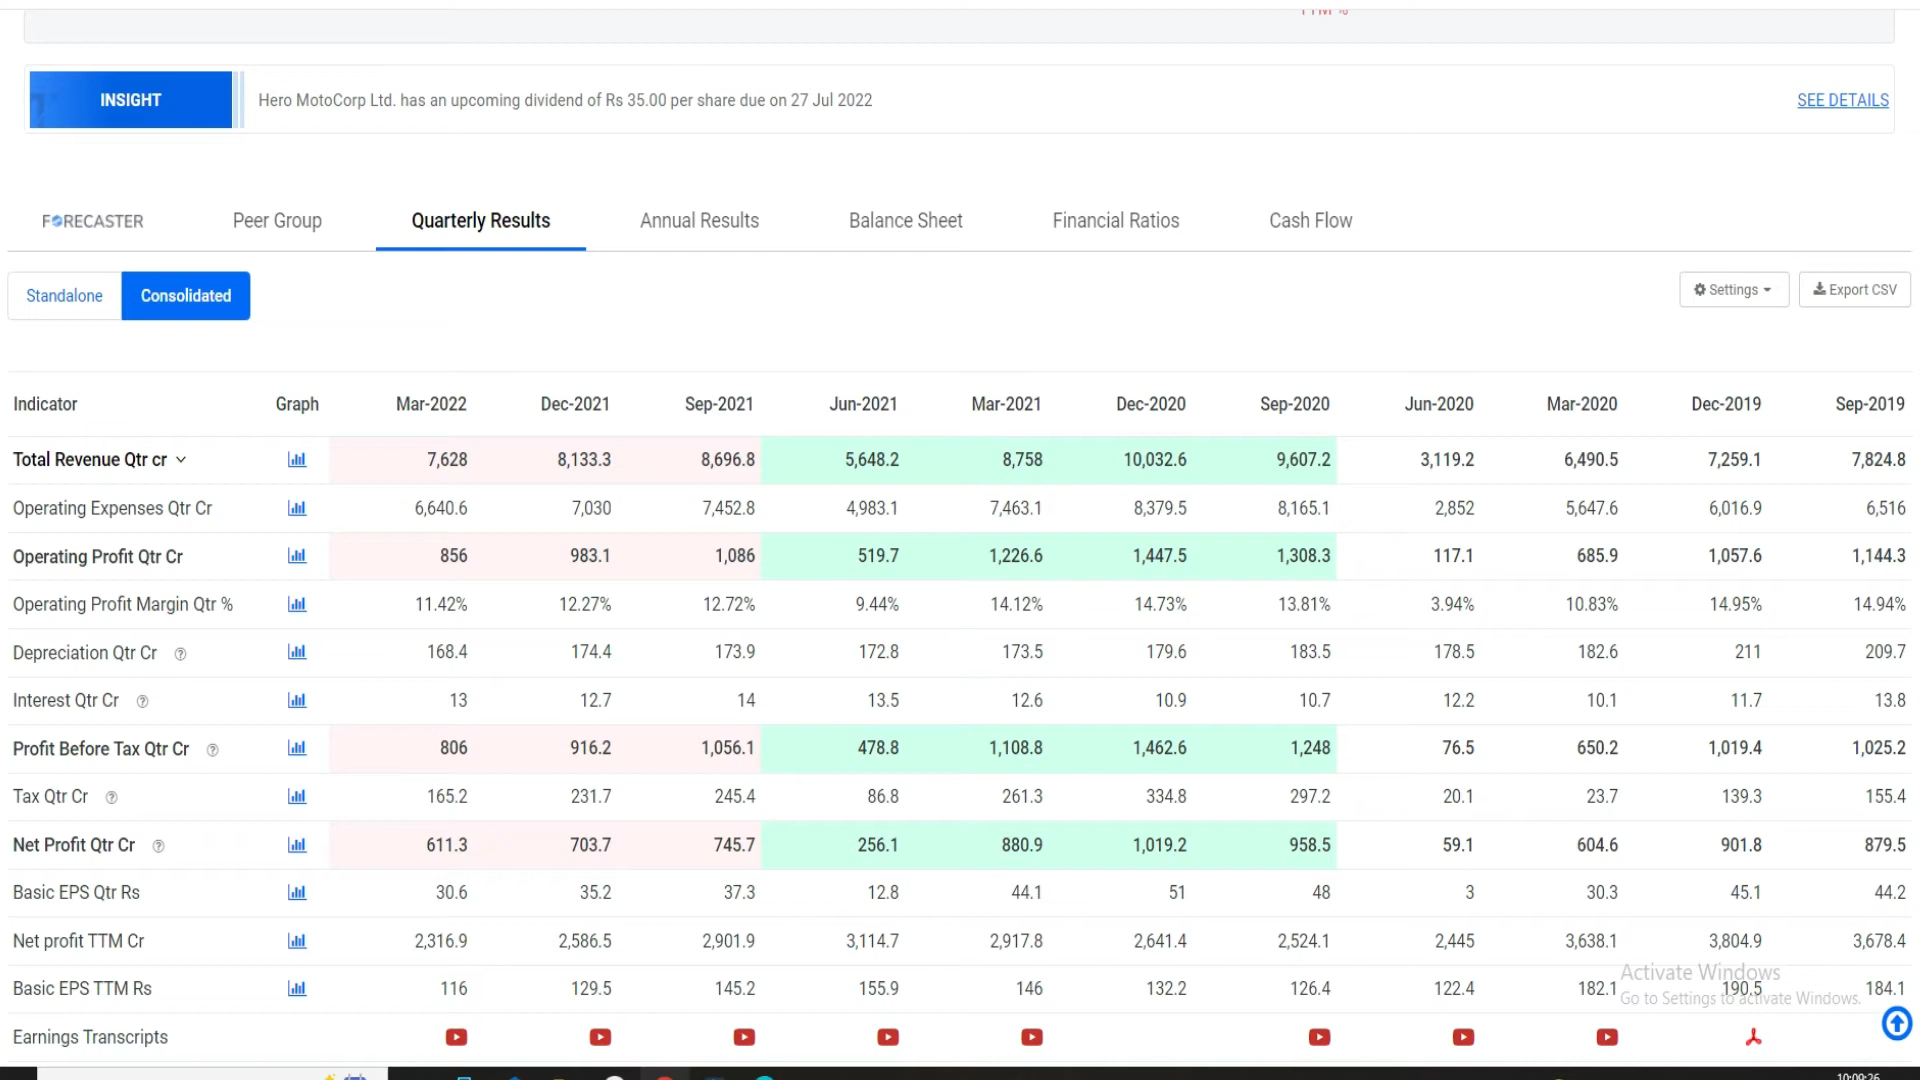 TTM %
INSIGHT Hero MotoCorp Ltd. has an upcoming dividend of Rs 35.00 per share due on 27 Jul 2022 SEE DETAILS
FORECASTER Peer Group Quarterly Results Annual Results Balance Sheet Financial Ratios Cash Flow
Standalone Consolidated Settings Export CSV
Indicator Graph Mar-2022 Dec-2021 Sep-2021 Jun-2021 Mar-2021 Dec-2020 Sep-2020 Jun-2020 Mar-2020 Dec-2019 Sep-2019
Total Revenue Qtr cr 7,628 8,133.3 8,696.8 5,648.2 8,758 10,032.6 9,607.2 3,119.2 6,490.5 7,259.1 7,824.8
Operating Expenses Qtr Cr 6,640.6 7,030 7,452.8 4,983.1 7,463.1 8,379.5 8,165.1 2,852 5,647.6 6,016.9 6,516
Operating Profit Qtr Cr 856 983.1 1,086 519.7 1,226.6 1,447.5 1,308.3 117.1 685.9 1,057.6 1,144.3
Operating Profit Margin Qtr % 11.42% 12.27% 12.72% 9.44% 14.12% 14.73% 13.81% 3.94% 10.83% 14.95% 14.94%
Depreciation Qtr Cr 168.4 174.4 173.9 172.8 173.5 179.6 183.5 178.5 182.6 211 209.7
Interest Qtr Cr 13 12.7 14 13.5 12.6 10.9 10.7 12.2 10.1 11.7 13.8
Profit Before Tax Qtr Cr 806 916.2 1,056.1 478.8 1,108.8 1,462.6 1,248 76.5 650.2 1,019.4 1,025.2
Tax Qtr Cr 165.2 231.7 245.4 86.8 261.3 334.8 297.2 20.1 23.7 139.3 155.4
Net Profit Qtr Cr 611.3 703.7 745.7 256.1 880.9 1,019.2 958.5 59.1 604.6 901.8 879.5
Basic EPS Qtr Rs 30.6 35.2 37.3 12.8 44.1 51 48 3 30.3 45.1 44.2
Net profit TTM Cr 2,316.9 2,586.5 2,901.9 3,114.7 2,917.8 2,641.4 2,524.1 2,445 3,638.1 3,804.9 3,678.4
Activate Windows
Basic EPS TTM Rs 116 129.5 145.2 155.9 146 132.2 126.4 122.4 182.1 190.5 184.1
Go to Settings to activate Windows.
Earnings Transcripts
10:09:26